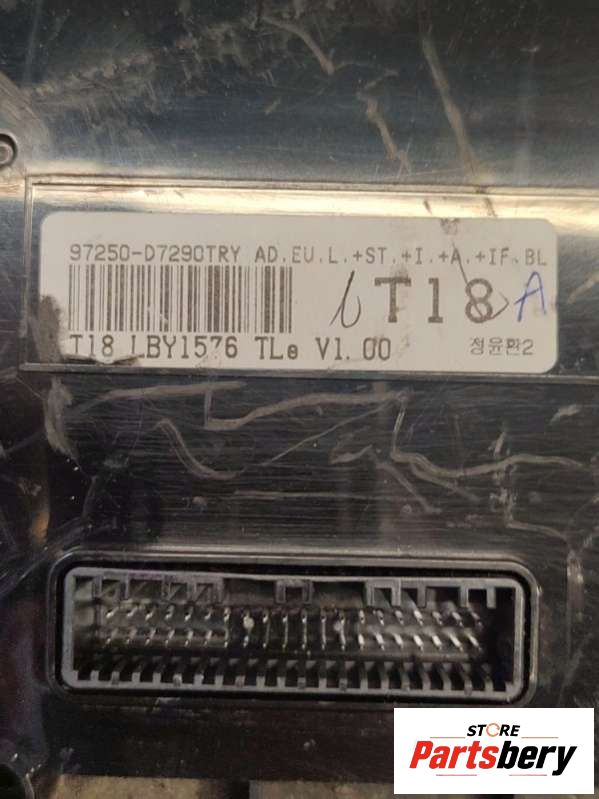 97250-D7290TRY AD.EU.L.+ST.+I.+A.+IF.BL
T18 A
T18 LBY1576 TLe V1.00
정윤환2
STORE
Partsbery